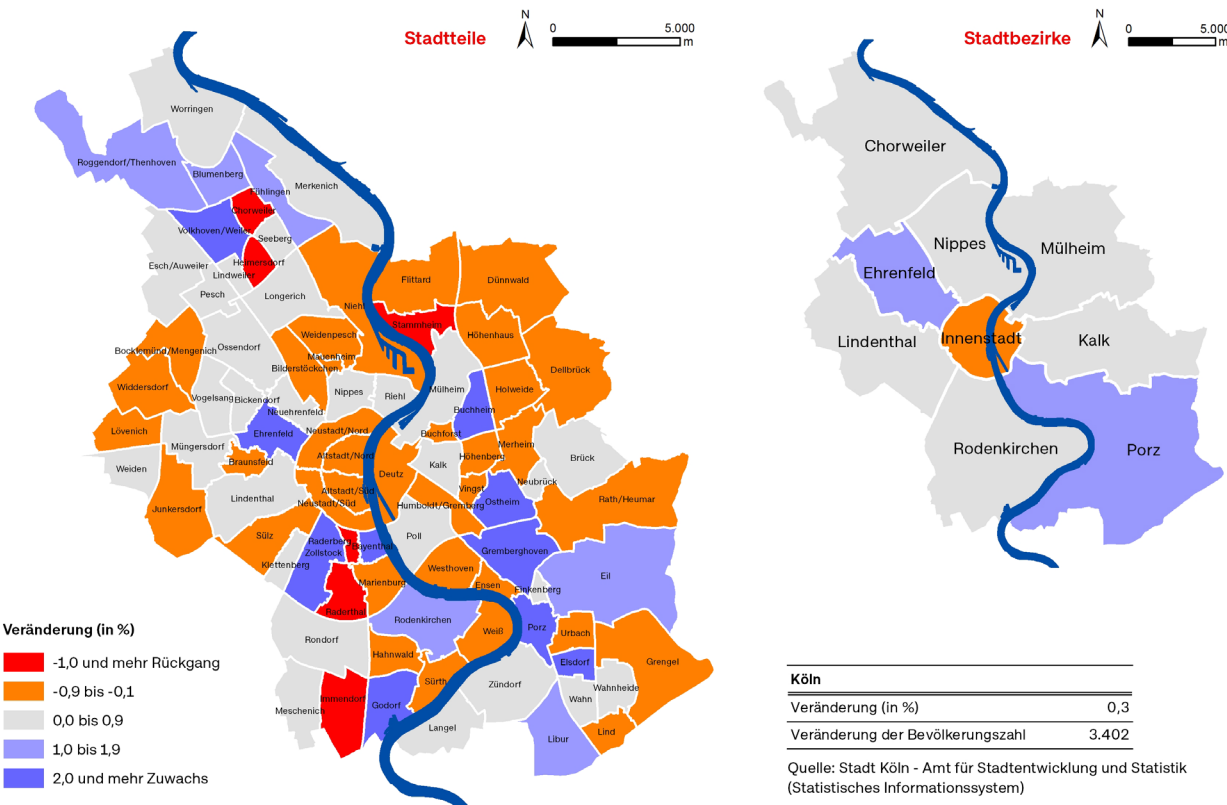 Stadtteile
N
0
5.000
m
Worringen
Roggendorf/Thenhoven
Blumenberg
Fühlingen
Merkenich
Chorweiler
Volkhoven/Weiler
Seeberg
Heimersdorf
Esch/Auweiler
Lindweiler
Pesch
Longerich
Flittard
Dünnwald
Niehl
Stammheim
Weidenpesch
Höhenhaus
Ossendorf
Bocklemünd/Mengenich
Mauenheim
Bilderstöckchen
Dellbrück
Widdersdorf
Vogelsang
Bickendorf
Nippes
Riehl
Mülheim
Holweide
Neuehrenfeld
Buchheim
Lövenich
Ehrenfeld
Neustadt/Nord
Buchforst
Müngersdorf
Merheim
Altstadt/Nord
Höhenberg
Brück
Weiden
Braunsfeld
Kalk
Deutz
Neubrück
Lindenthal
Altstadt/Süd
Vingst
Neustadt/Süd
Humboldt/Gremberg
Ostheim
Rath/Heumar
Junkersdorf
Sülz
Poll
Raderberg
Bayenthal
Zollstock
Gremberghoven
Klettenberg
Westhoven
Eil
Marienburg
Ensen
Finkenberg
Raderthal
Rodenkirchen
Weiß
Porz
Urbach
Rondorf
Hahnwald
Elsdorf
Grengel
Sürth
Zündorf
Wahnheide
Immendorf
Wahn
Godorf
Meschenich
Langel
Lind
Libur
Veränderung (in %)
-1,0 und mehr Rückgang
-0,9 bis -0,1
0,0 bis 0,9
1,0 bis 1,9
2,0 und mehr Zuwachs
Stadtbezirke
N
0
5.000
m
Chorweiler
Nippes
Mülheim
Ehrenfeld
Lindenthal
Innenstadt
Kalk
Rodenkirchen
Porz
Köln
Veränderung (in %) 0,3
Veränderung der Bevölkerungszahl 3.402
Quelle: Stadt Köln - Amt für Stadtentwicklung und Statistik
(Statistisches Informationssystem)